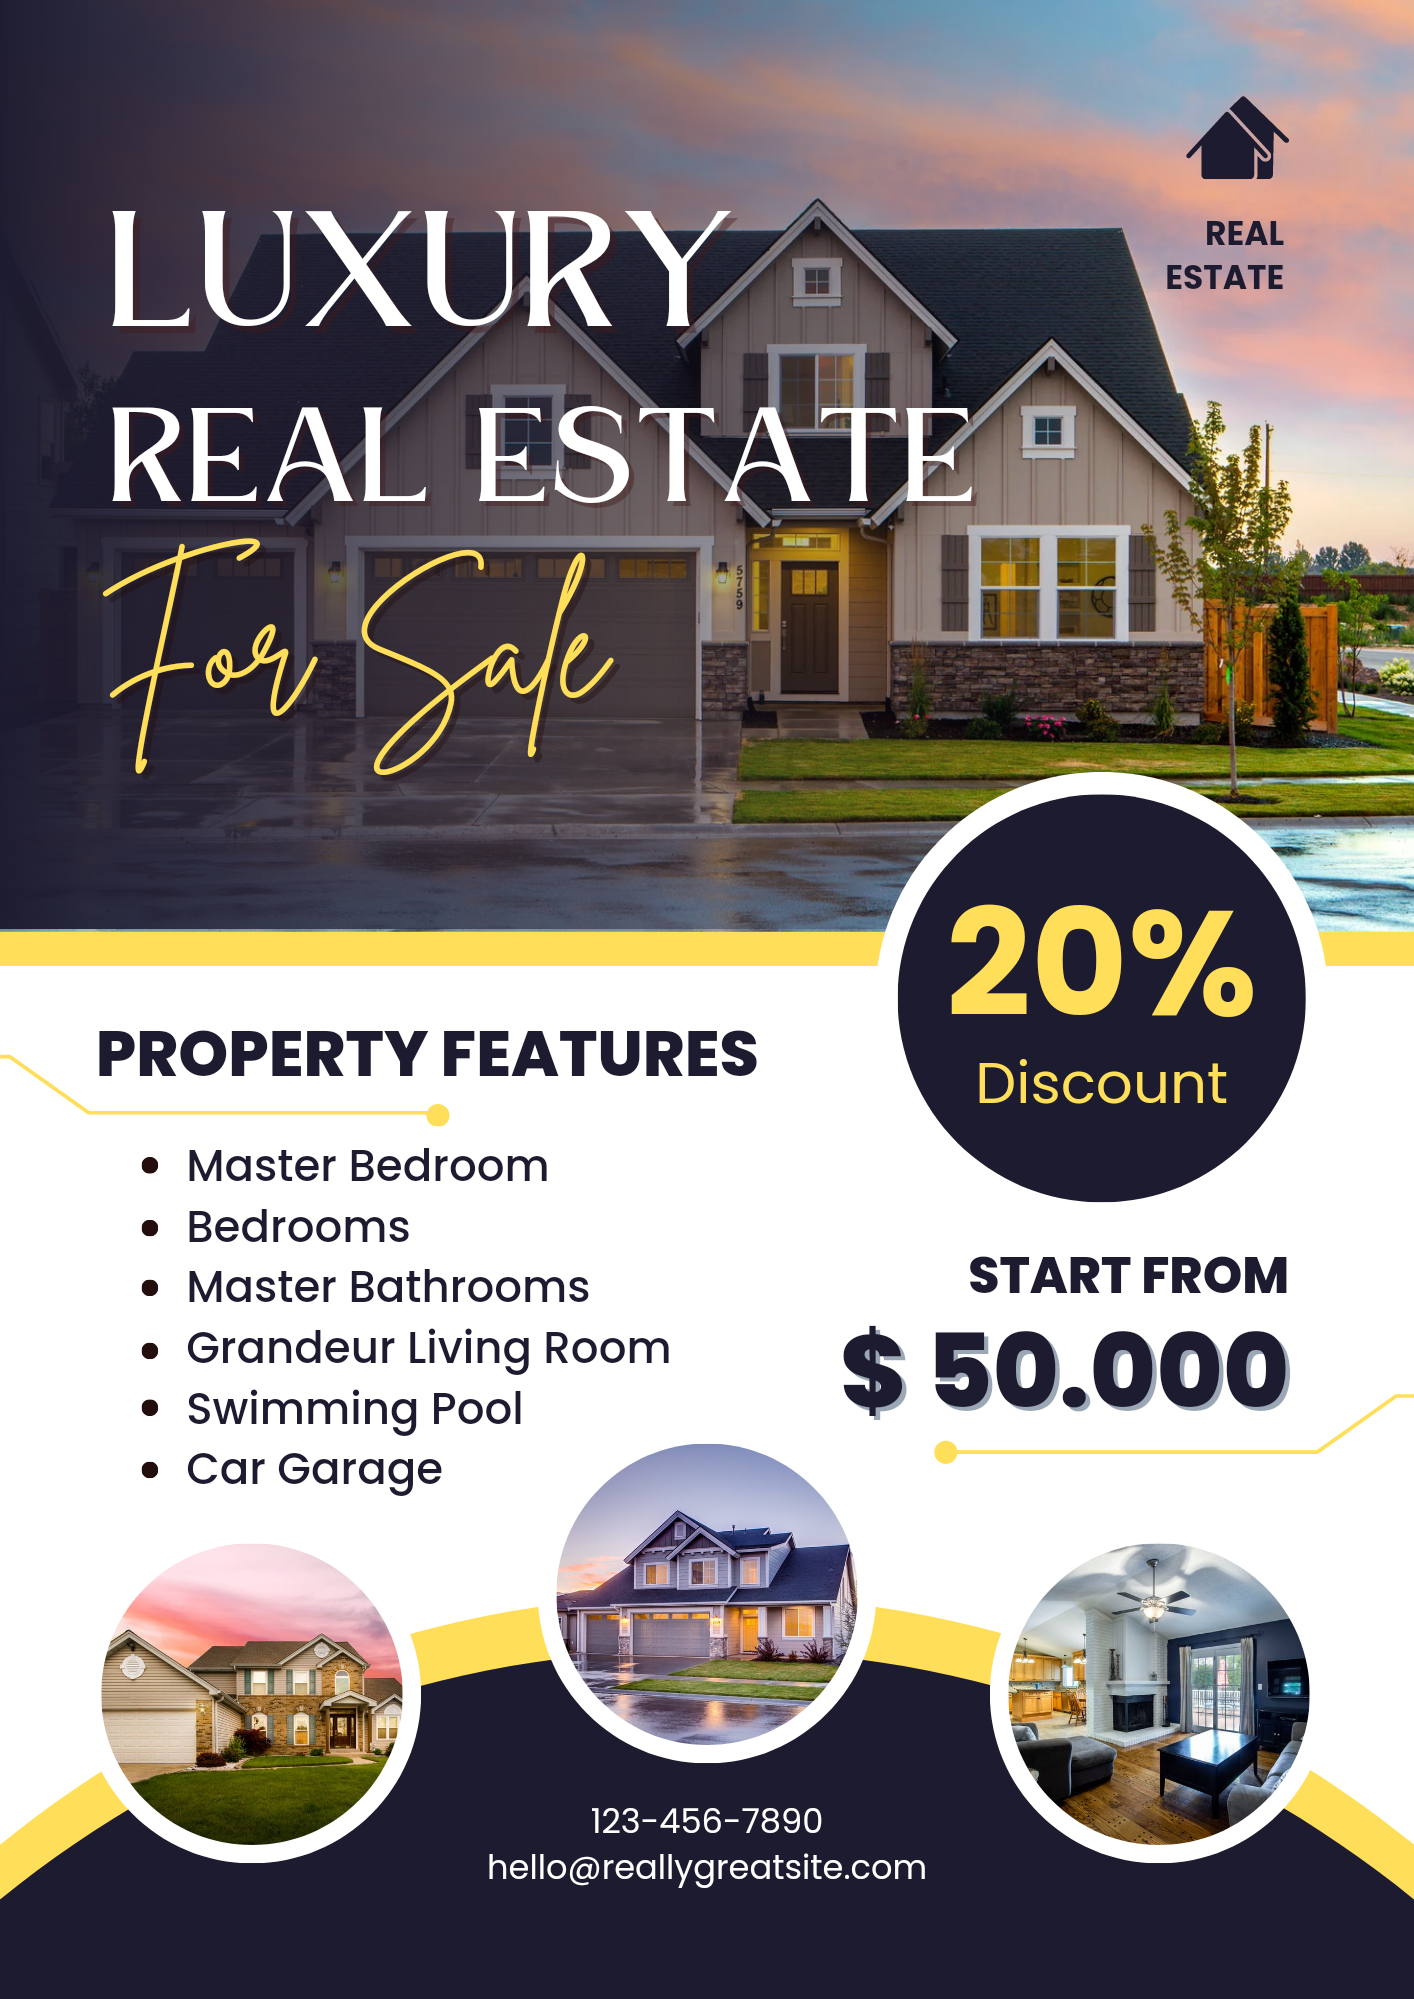 REAL
ESTATE
LUXURY
REAL ESTATE
For Sale
5759
20%
Discount
PROPERTY FEATURES
• Master Bedroom
• Bedrooms
• Master Bathrooms
• Grandeur Living Room
• Swimming Pool
• Car Garage
START FROM
$ 50.000
123-456-7890
hello@reallygreatsite.com